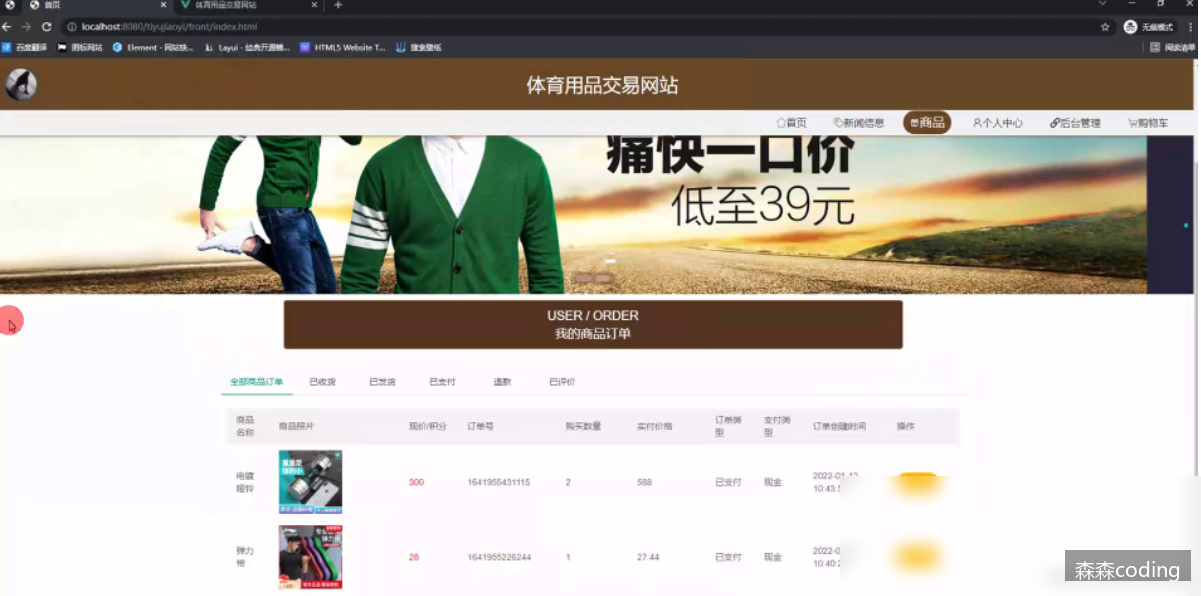 首页
体育用品交易网站
localhost:8080/tiyujiaoyi/front/index.html
无痕模式
百度翻译
图标网站
Element - 网站快...
Layui - 经典开源模...
HTML5 Website T...
搜索壁纸
阅读清单
体育用品交易网站
首页
新闻信息
商品
个人中心
后台管理
购物车
痛快一口价
低至39元
USER / ORDER
我的商品订单
全部商品订单
已收货
已发货
已支付
退款
已评价
商品名称
商品照片
现价/积分
订单号
购买数量
实付价格
订单类型
支付类型
订单创建时间
操作
电镀哑铃
300
1641955431115
2
588
已支付
现金
2022-01-12
10:43:
弹力带
28
1641955226244
1
27.44
已支付
现金
2022-0
10:40:
森森coding